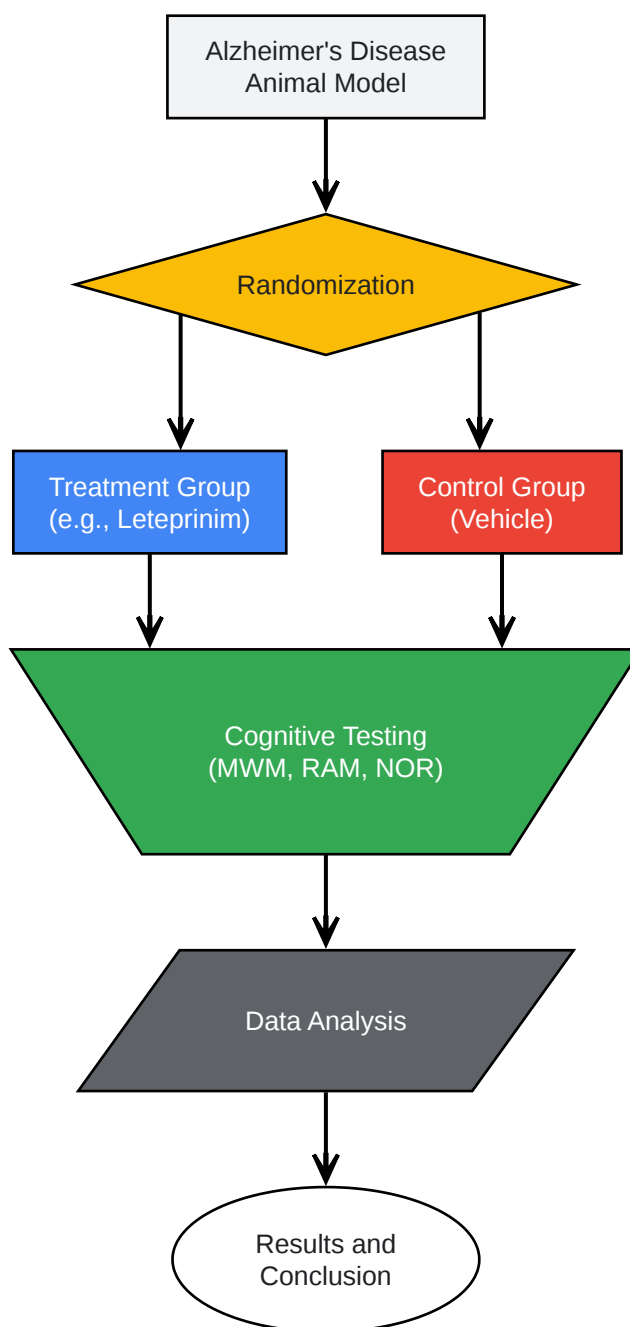 Alzheimer's Disease
Animal Model
Randomization
Treatment Group
(e.g., Leteprinim)
Control Group
(Vehicle)
Cognitive Testing
(MWM, RAM, NOR)
Data Analysis
Results and
Conclusion